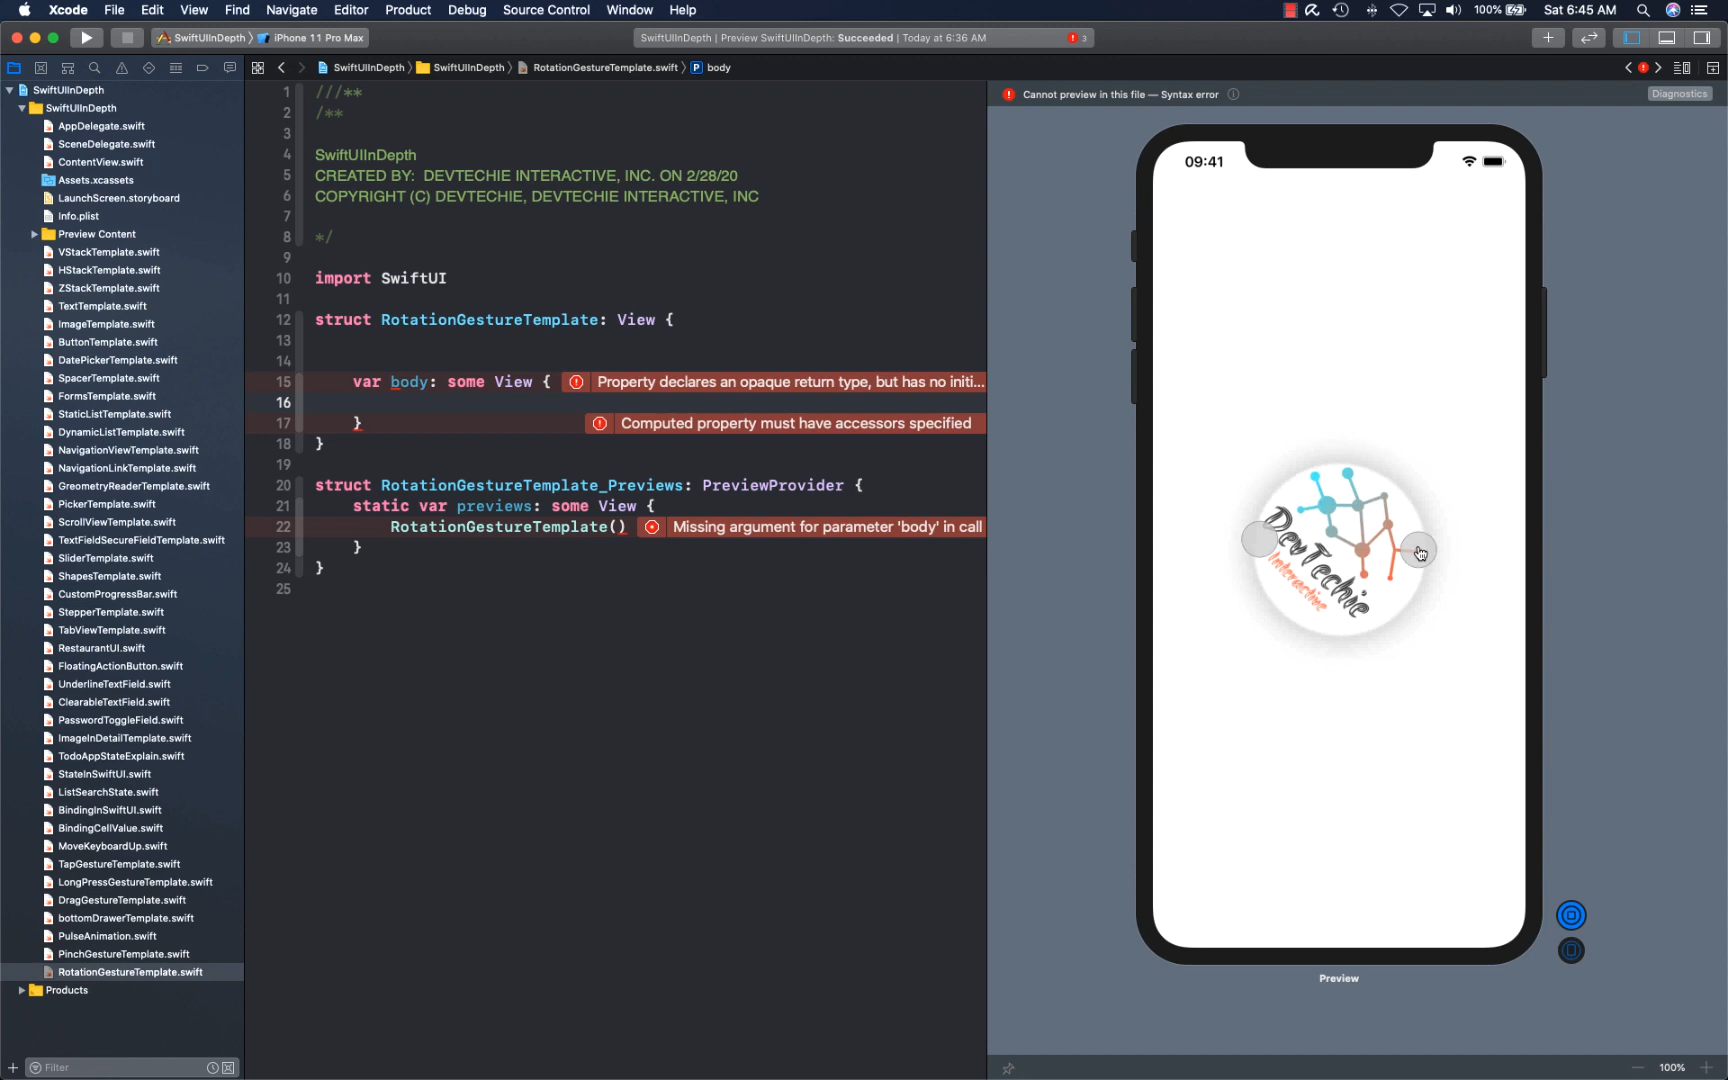 Xcode File Edit View Find Navigate Editor Product Debug Source Control Window Help
100% Sat 6:45 AM
SwiftUIInDepth iPhone 11 Pro Max
SwiftUIInDepth | Preview SwiftUIInDepth: Succeeded | Today at 6:36 AM 3
SwiftUIInDepth SwiftUIInDepth RotationGestureTemplate.swift P body
SwiftUIInDepth
SwiftUIInDepth
AppDelegate.swift
SceneDelegate.swift
ContentView.swift
Assets.xcassets
LaunchScreen.storyboard
Info.plist
Preview Content
VStackTemplate.swift
HStackTemplate.swift
ZStackTemplate.swift
TextTemplate.swift
ImageTemplate.swift
ButtonTemplate.swift
DatePickerTemplate.swift
SpacerTemplate.swift
FormsTemplate.swift
StaticListTemplate.swift
DynamicListTemplate.swift
NavigationViewTemplate.swift
NavigationLinkTemplate.swift
GreometryReaderTemplate.swift
PickerTemplate.swift
ScrollViewTemplate.swift
TextFieldSecureFieldTemplate.swift
SliderTemplate.swift
ShapesTemplate.swift
CustomProgressBar.swift
StepperTemplate.swift
TabViewTemplate.swift
RestaurantUI.swift
FloatingActionButton.swift
UnderlineTextField.swift
ClearableTextField.swift
PasswordToggleField.swift
ImageInDetailTemplate.swift
TodoAppStateExplain.swift
StateInSwiftUI.swift
ListSearchState.swift
BindingInSwiftUI.swift
BindingCellValue.swift
MoveKeyboardUp.swift
TapGestureTemplate.swift
LongPressGestureTemplate.swift
DragGestureTemplate.swift
bottomDrawerTemplate.swift
PulseAnimation.swift
PinchGestureTemplate.swift
RotationGestureTemplate.swift
Products
Filter
1 ///**
2 /**
3
4 SwiftUIInDepth
5 CREATED BY: DEVTECHIE INTERACTIVE, INC. ON 2/28/20
6 COPYRIGHT (C) DEVTECHIE, DEVTECHIE INTERACTIVE, INC
7
8 */
9
10 import SwiftUI
11
12 struct RotationGestureTemplate: View {
13
14
15 var body: some View { Property declares an opaque return type, but has no initi...
16
17 } Computed property must have accessors specified
18 }
19
20 struct RotationGestureTemplate_Previews: PreviewProvider {
21 static var previews: some View {
22 RotationGestureTemplate() Missing argument for parameter 'body' in call
23 }
24 }
25
Cannot preview in this file — Syntax error
Diagnostics
09:41
DevTechie
Interactive
Preview
100%